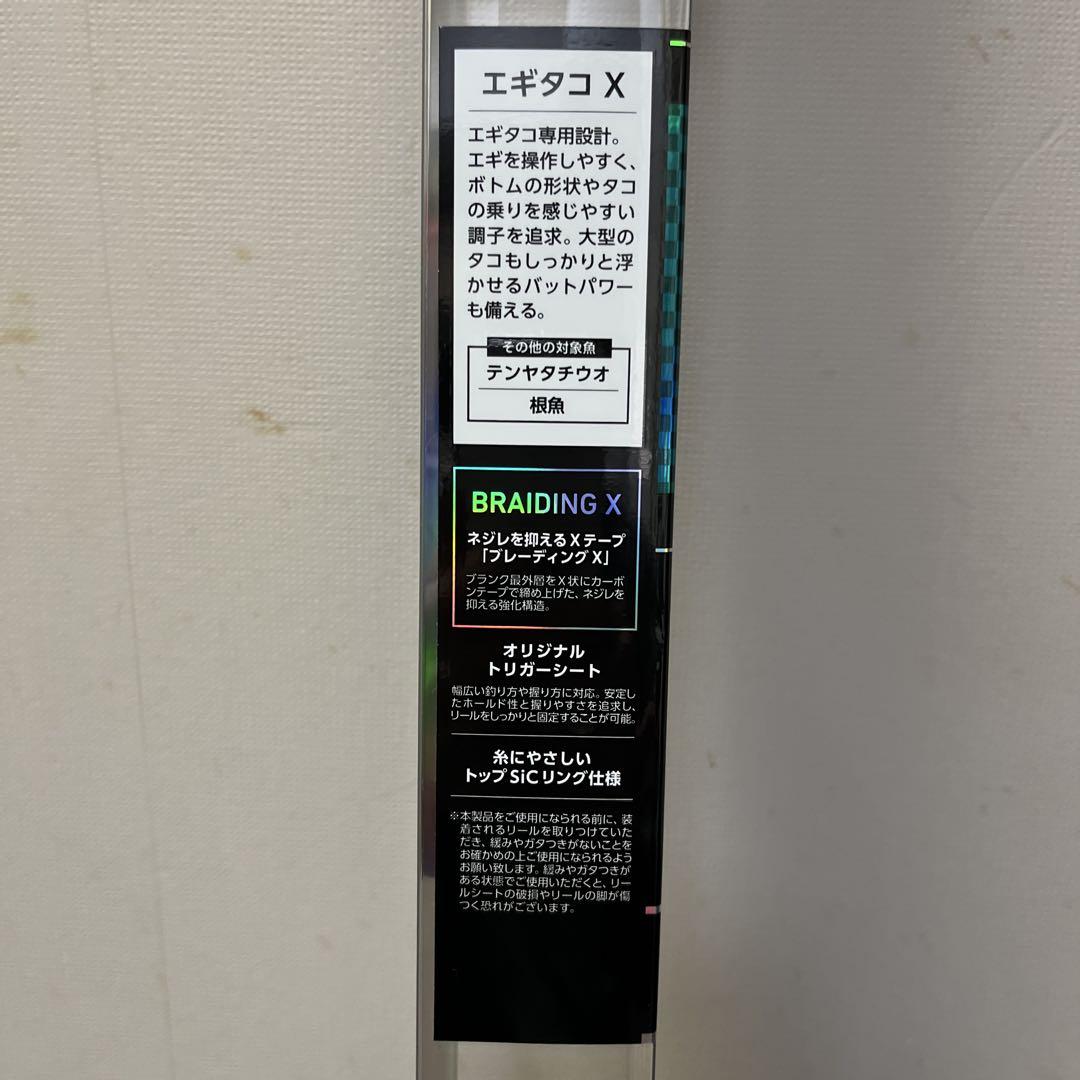 エギタコ X
エギタコ専用設計。
エギを操作しやすく、
ボトムの形状やタコ
の乗りを感じやすい
調子を追求。大型の
タコもしっかりと浮
かせるバットパワー
も備える。
その他の対象魚
テンヤタチウオ
根魚
BRAIDING X
ネジレを抑えるXテープ
「ブレーディングX」
ブランク最外層をX状にカーボ
ンテープで締め上げた、ネジレを
抑える強化構造。
オリジナル
トリガーシート
幅広い釣り方や握り方に対応。安定し
たホールド性と握りやすさを追求し、
リールをしっかりと固定することが可能。
糸にやさしい
トップSiCリング仕様
※本製品をご使用になられる前に、装
着されるリールを取りつけていた
だき、緩みやガタつきがないことを
お確かめの上ご使用になられるよう
お願い致します。緩みやガタつきが
ある状態でご使用いただくと、リー
ルシートの破損やリールの脚が傷
つく恐れがございます。